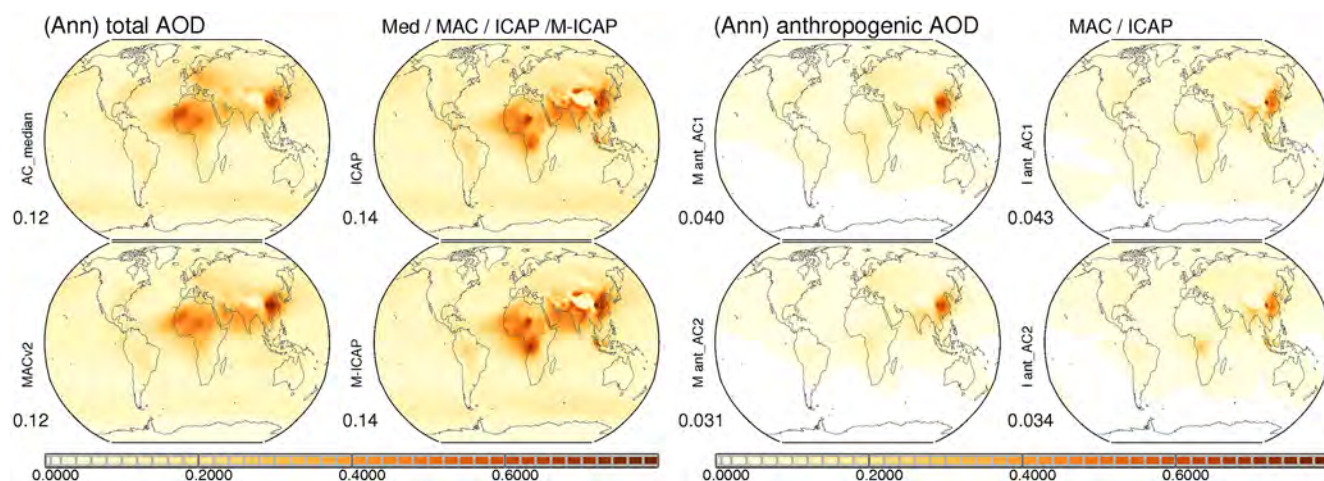 (Ann) total AOD
Med / MAC / ICAP /M-ICAP
AC_median
0.12
ICAP
0.14
MACv2
0.12
M-ICAP
0.14
0.0000 0.2000 0.4000 0.6000
(Ann) anthropogenic AOD
MAC / ICAP
M ant_AC1
0.040
I ant_AC1
0.043
M ant_AC2
0.031
I ant_AC2
0.034
0.0000 0.2000 0.4000 0.6000